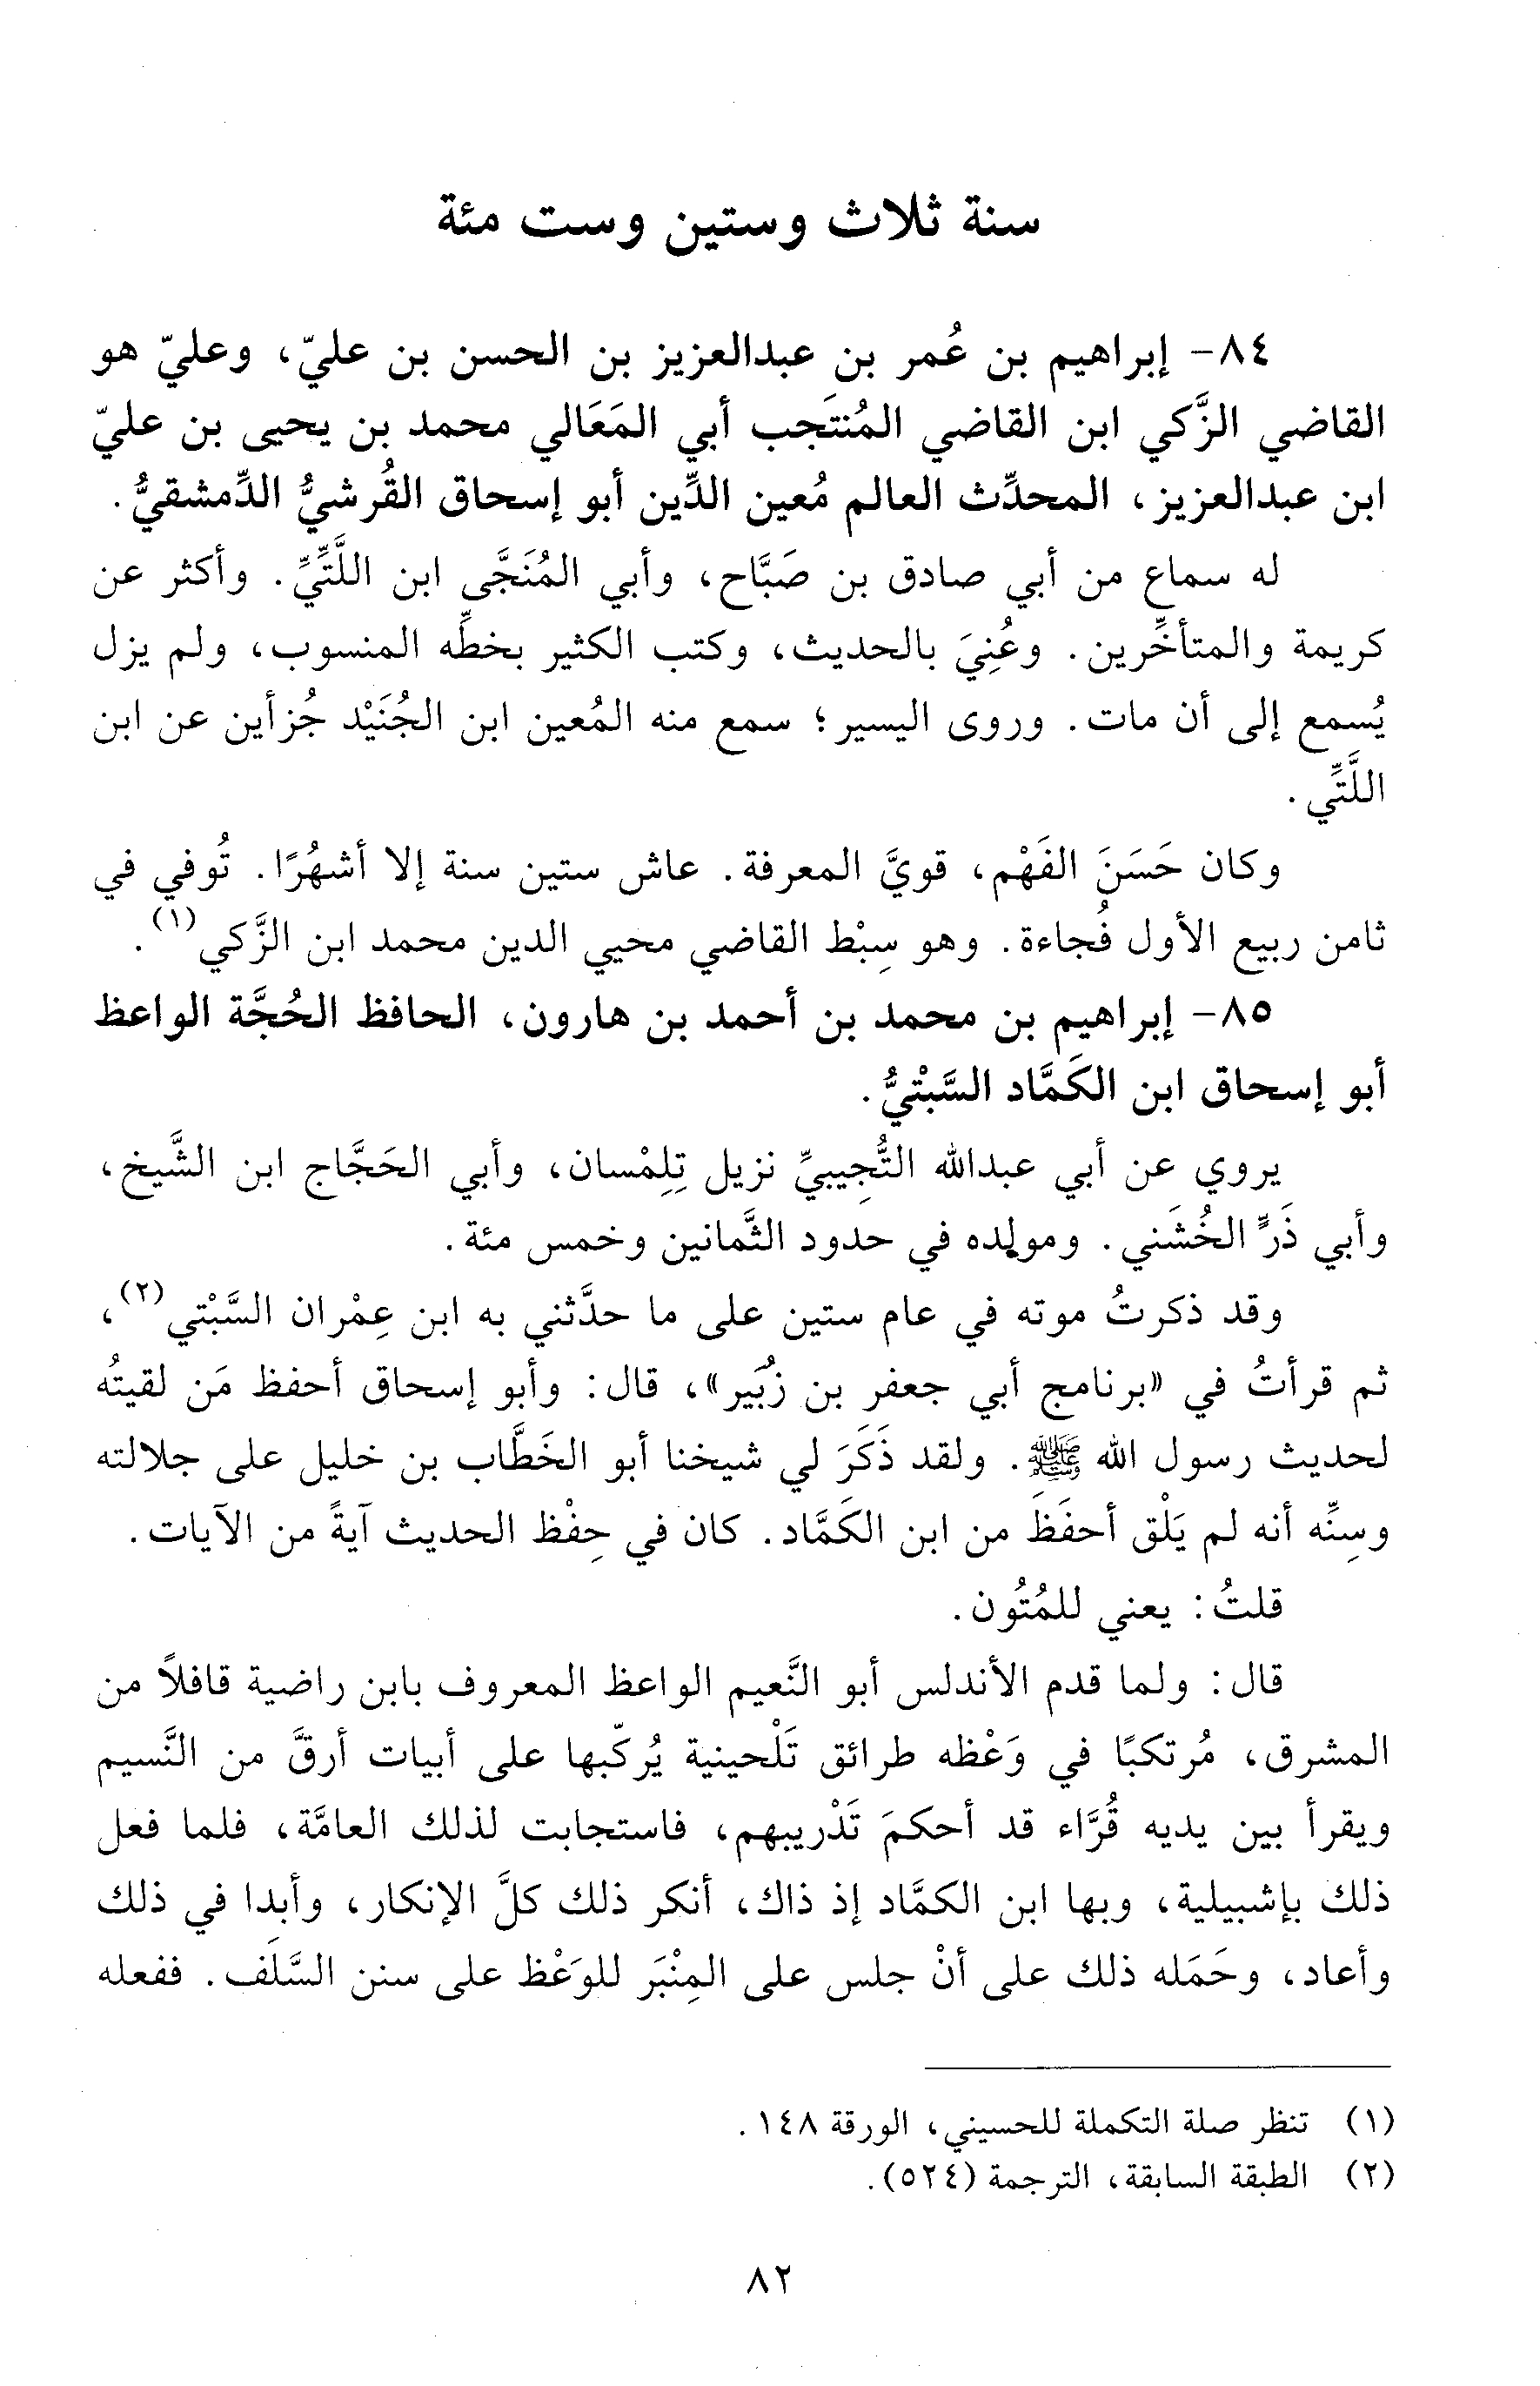 سنة ثلاث وستين وست مئة
٨٤- إبراهيم بن عُمر بن عبدالعزيز بن الحسن بن عليّ، وعليّ هو
القاضي الزَّكي ابن القاضي المُنتَجب أبي المَعَالي محمد بن يحيى بن عليّ
ابن عبدالعزيز، المحدِّث العالم مُعين الدِّين أبو إسحاق القُرشيُّ الدِّمشقيُّ.
له سماع من أبي صادق بن صَبَّاح، وأبي المُنَجَّى ابن اللَّتِّيِّ. وأكثر عن
كريمة والمتأخِّرين. وعُنِيَ بالحديث، وكتب الكثير بخطِّه المنسوب، ولم يزل
يُسمع إلى أن مات. وروى اليسير؛ سمع منه المُعين ابن الجُنَيْد جُزأين عن ابن
اللَّتِّي.
وكان حَسَنَ الفَهْم، قويَّ المعرفة. عاش ستين سنة إلا أشهُرًا. تُوفي في
ثامن ربيع الأول فُجاءة. وهو سِبْط القاضي محيي الدين محمد ابن الزَّكي(١).
٨٥- إبراهيم بن محمد بن أحمد بن هارون، الحافظ الحُجَّة الواعظ
أبو إسحاق ابن الكَمَّاد السَّبْتيُّ.
يروي عن أبي عبدالله التُّجِيبيِّ نزيل تِلِمْسان، وأبي الحَجَّاج ابن الشَّيخ،
وأبي ذَرٍّ الخُشَني. ومولده في حدود الثَّمانين وخمس مئة.
وقد ذكرتُ موته في عام ستين على ما حدَّثني به ابن عِمْران السَّبْتي(٢)،
ثم قرأتُ في «برنامج أبي جعفر بن زُبَير»، قال: وأبو إسحاق أحفظ مَن لقيتُه
لحديث رسول الله ﷺ. ولقد ذَكَرَ لي شيخنا أبو الخَطَّاب بن خليل على جلالته
وسِنِّه أنه لم يَلْق أحفَظَ من ابن الكَمَّاد. كان في حِفْظ الحديث آيةً من الآيات.
قلتُ: يعني للمُتُون.
قال: ولما قدم الأندلس أبو النَّعيم الواعظ المعروف بابن راضية قافلاً من
المشرق، مُرتكبًا في وَعْظه طرائق تَلْحينية يُركّبها على أبيات أرقَّ من النَّسيم
ويقرأ بين يديه قُرَّاء قد أحكمَ تَدْريبهم، فاستجابت لذلك العامَّة، فلما فعل
ذلك بإشبيلية، وبها ابن الكمَّاد إذ ذاك، أنكر ذلك كلَّ الإنكار، وأبدا في ذلك
وأعاد، وحَمَله ذلك على أنْ جلس على المِنْبَر للوَعْظ على سنن السَّلَف. ففعله
(١) تنظر صلة التكملة للحسيني، الورقة ١٤٨.
(٢) الطبقة السابقة، الترجمة (٥٢٤).
٨٢